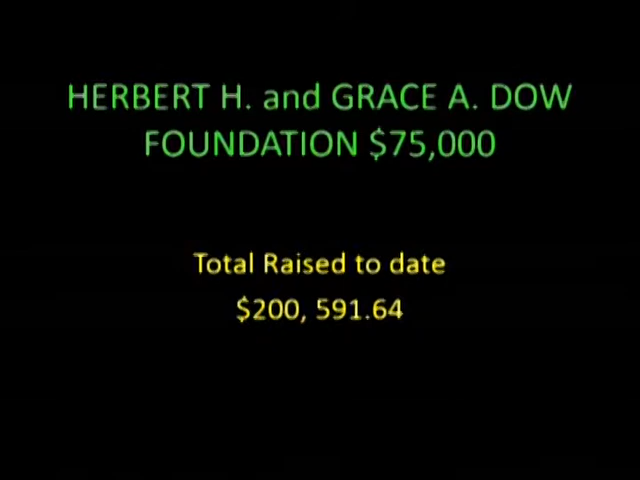 HERBERT H. and GRACE A. DOW
FOUNDATION $75,000
Total Raised to date
$200, 591.64